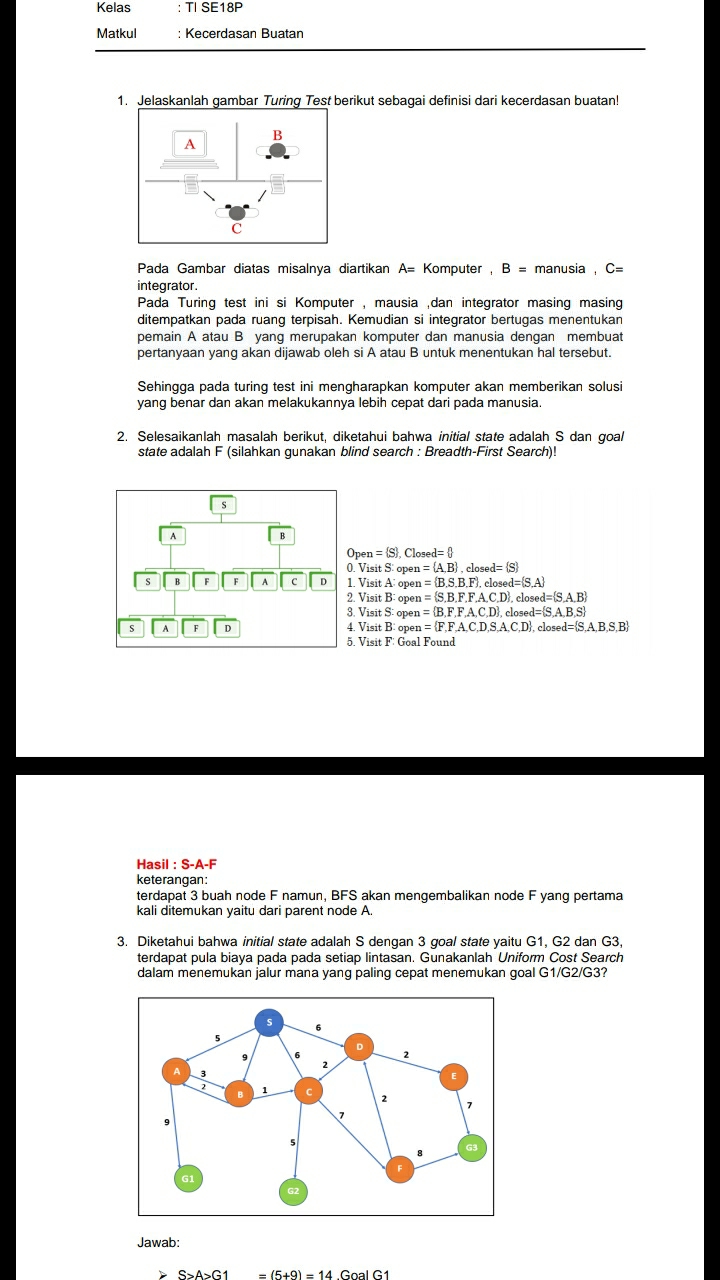 Kelas : TI SE18P
Matkul : Kecerdasan Buatan
1. Jelaskanlah gambar Turing Test berikut sebagai definisi dari kecerdasan buatan!
A
B
C
Pada Gambar diatas misalnya diartikan A= Komputer , B = manusia , C=
integrator.
Pada Turing test ini si Komputer , mausia ,dan integrator masing masing
ditempatkan pada ruang terpisah. Kemudian si integrator bertugas menentukan
pemain A atau B yang merupakan komputer dan manusia dengan membuat
pertanyaan yang akan dijawab oleh si A atau B untuk menentukan hal tersebut.
Sehingga pada turing test ini mengharapkan komputer akan memberikan solusi
yang benar dan akan melakukannya lebih cepat dari pada manusia.
2. Selesaikanlah masalah berikut, diketahui bahwa initial state adalah S dan goal
state adalah F (silahkan gunakan blind search : Breadth-First Search)!
S
A B
S B F F A C D
S A F D
Open = {S}, Closed= {}
0. Visit S: open = {A,B} , closed= {S}
1. Visit A: open = {B,S,B,F}, closed={S,A}
2. Visit B: open = {S,B,F,F,A,C,D}, closed={S,A,B}
3. Visit S: open = {B,F,F,A,C,D}, closed={S,A,B,S}
4. Visit B: open = {F,F,A,C,D,S,A,C,D}, closed={S,A,B,S,B}
5. Visit F: Goal Found
Hasil : S-A-F
keterangan:
terdapat 3 buah node F namun, BFS akan mengembalikan node F yang pertama
kali ditemukan yaitu dari parent node A.
3. Diketahui bahwa initial state adalah S dengan 3 goal state yaitu G1, G2 dan G3,
terdapat pula biaya pada pada setiap lintasan. Gunakanlah Uniform Cost Search
dalam menemukan jalur mana yang paling cepat menemukan goal G1/G2/G3?
S
6
5
D
9 6 2
2
A 3
2
E
B 1 C
2
7
7
9
5
8
G3
F
G1
G2
Jawab:
➢ S>A>G1 = (5+9) = 14 ,Goal G1